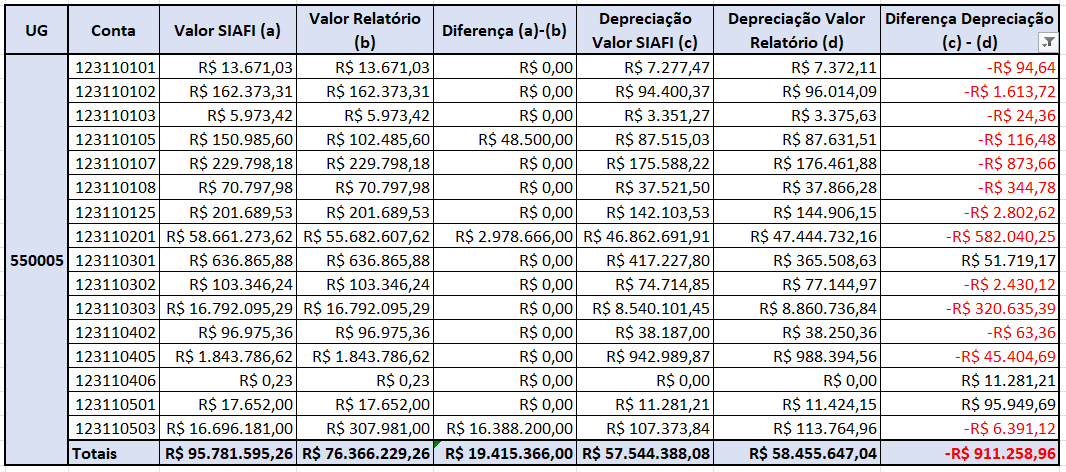 UG Conta Valor SIAFI (a) Valor Relatório (b) Diferença (a)-(b) Depreciação Valor SIAFI (c) Depreciação Valor Relatório (d) Diferença Depreciação (c) - (d)
550005
123110101 R$ 13.671,03 R$ 13.671,03 R$ 0,00 R$ 7.277,47 R$ 7.372,11 -R$ 94,64
123110102 R$ 162.373,31 R$ 162.373,31 R$ 0,00 R$ 94.400,37 R$ 96.014,09 -R$ 1.613,72
123110103 R$ 5.973,42 R$ 5.973,42 R$ 0,00 R$ 3.351,27 R$ 3.375,63 -R$ 24,36
123110105 R$ 150.985,60 R$ 102.485,60 R$ 48.500,00 R$ 87.515,03 R$ 87.631,51 -R$ 116,48
123110107 R$ 229.798,18 R$ 229.798,18 R$ 0,00 R$ 175.588,22 R$ 176.461,88 -R$ 873,66
123110108 R$ 70.797,98 R$ 70.797,98 R$ 0,00 R$ 37.521,50 R$ 37.866,28 -R$ 344,78
123110125 R$ 201.689,53 R$ 201.689,53 R$ 0,00 R$ 142.103,53 R$ 144.906,15 -R$ 2.802,62
123110201 R$ 58.661.273,62 R$ 55.682.607,62 R$ 2.978.666,00 R$ 46.862.691,91 R$ 47.444.732,16 -R$ 582.040,25
123110301 R$ 636.865,88 R$ 636.865,88 R$ 0,00 R$ 417.227,80 R$ 365.508,63 R$ 51.719,17
123110302 R$ 103.346,24 R$ 103.346,24 R$ 0,00 R$ 74.714,85 R$ 77.144,97 -R$ 2.430,12
123110303 R$ 16.792.095,29 R$ 16.792.095,29 R$ 0,00 R$ 8.540.101,45 R$ 8.860.736,84 -R$ 320.635,39
123110402 R$ 96.975,36 R$ 96.975,36 R$ 0,00 R$ 38.187,00 R$ 38.250,36 -R$ 63,36
123110405 R$ 1.843.786,62 R$ 1.843.786,62 R$ 0,00 R$ 942.989,87 R$ 988.394,56 -R$ 45.404,69
123110406 R$ 0,23 R$ 0,23 R$ 0,00 R$ 0,00 R$ 0,00 R$ 11.281,21
123110501 R$ 17.652,00 R$ 17.652,00 R$ 0,00 R$ 11.281,21 R$ 11.424,15 R$ 95.949,69
123110503 R$ 16.696.181,00 R$ 307.981,00 R$ 16.388.200,00 R$ 107.373,84 R$ 113.764,96 -R$ 6.391,12
Totais R$ 95.781.595,26 R$ 76.366.229,26 R$ 19.415.366,00 R$ 57.544.388,08 R$ 58.455.647,04 -R$ 911.258,96